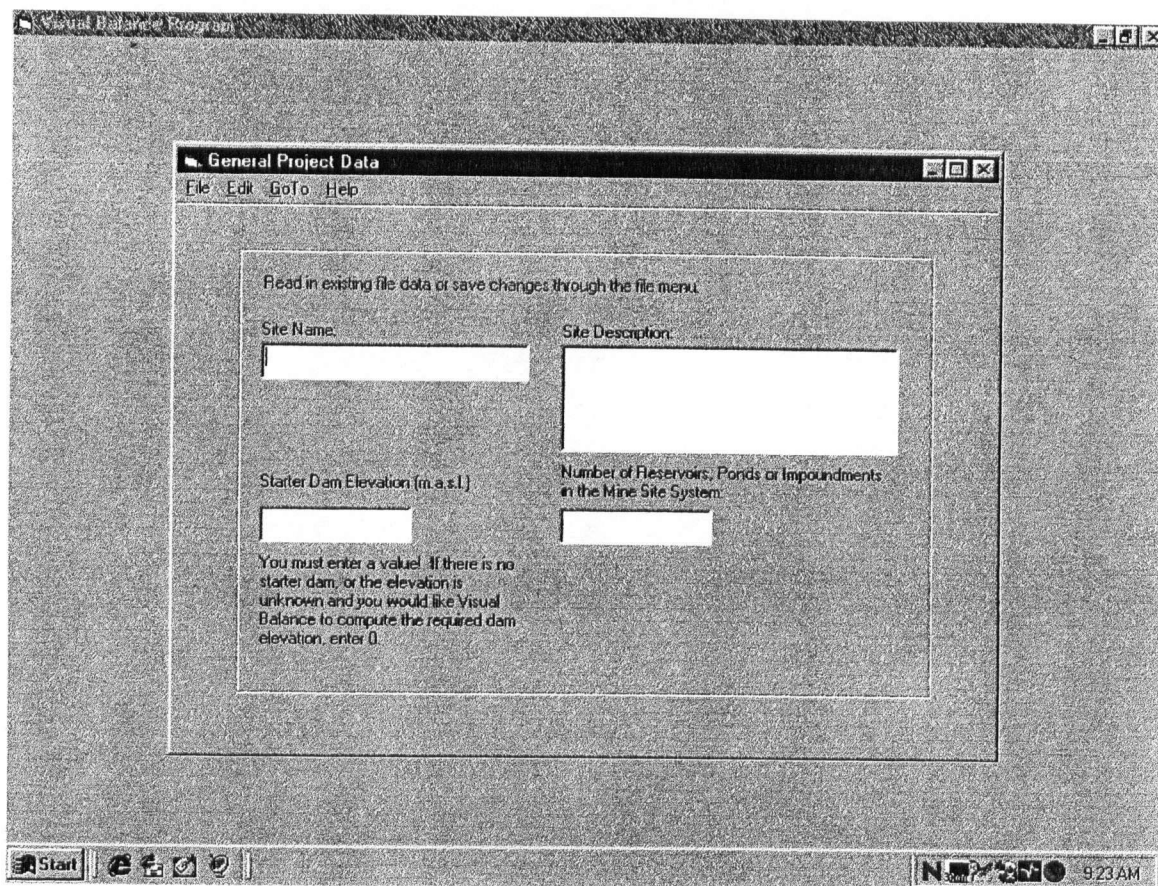 Visual Balance Program
General Project Data
File Edit GoTo Help
Read in existing file data or save changes through the file menu.
Site Name:
Site Description:
Starter Dam Elevation (m.a.s.l.)
Number of Reservoirs, Ponds or Impoundments
in the Mine Site System:
You must enter a value! If there is no
starter dam, or the elevation is
unknown and you would like Visual
Balance to compute the required dam
elevation, enter 0.
Start
N
9:23 AM